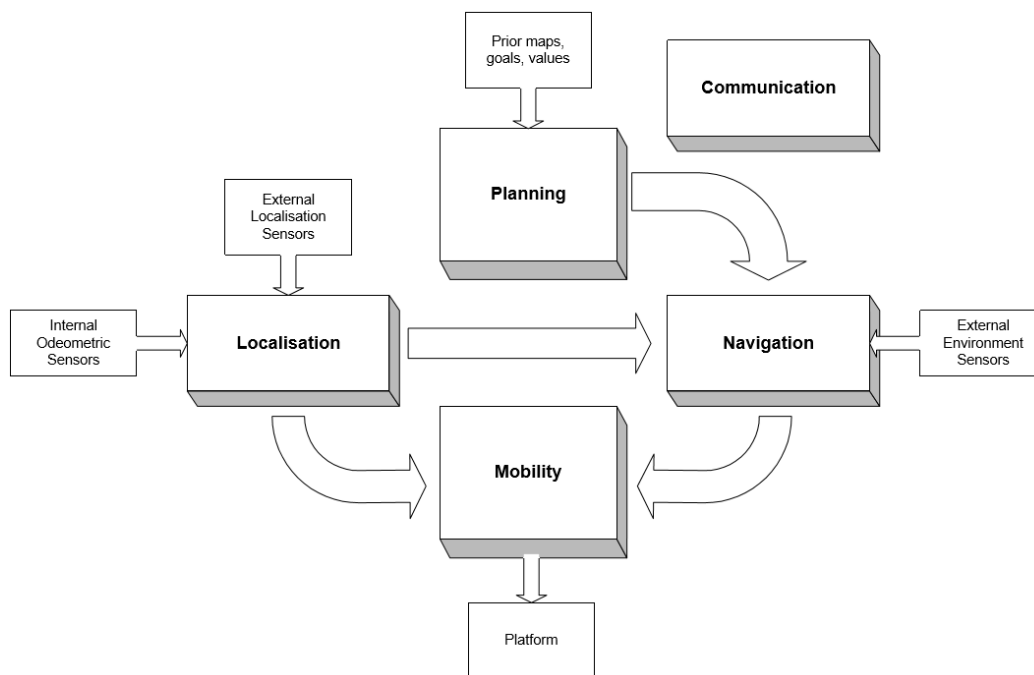 Prior maps,
goals, values
Communication
Planning
External
Localisation
Sensors
Internal
Odeometric
Sensors
Localisation
Navigation
External
Environment
Sensors
Mobility
Platform